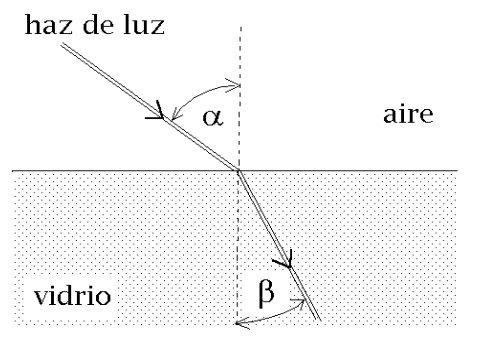 haz de luz
α
aire
vidrio
β